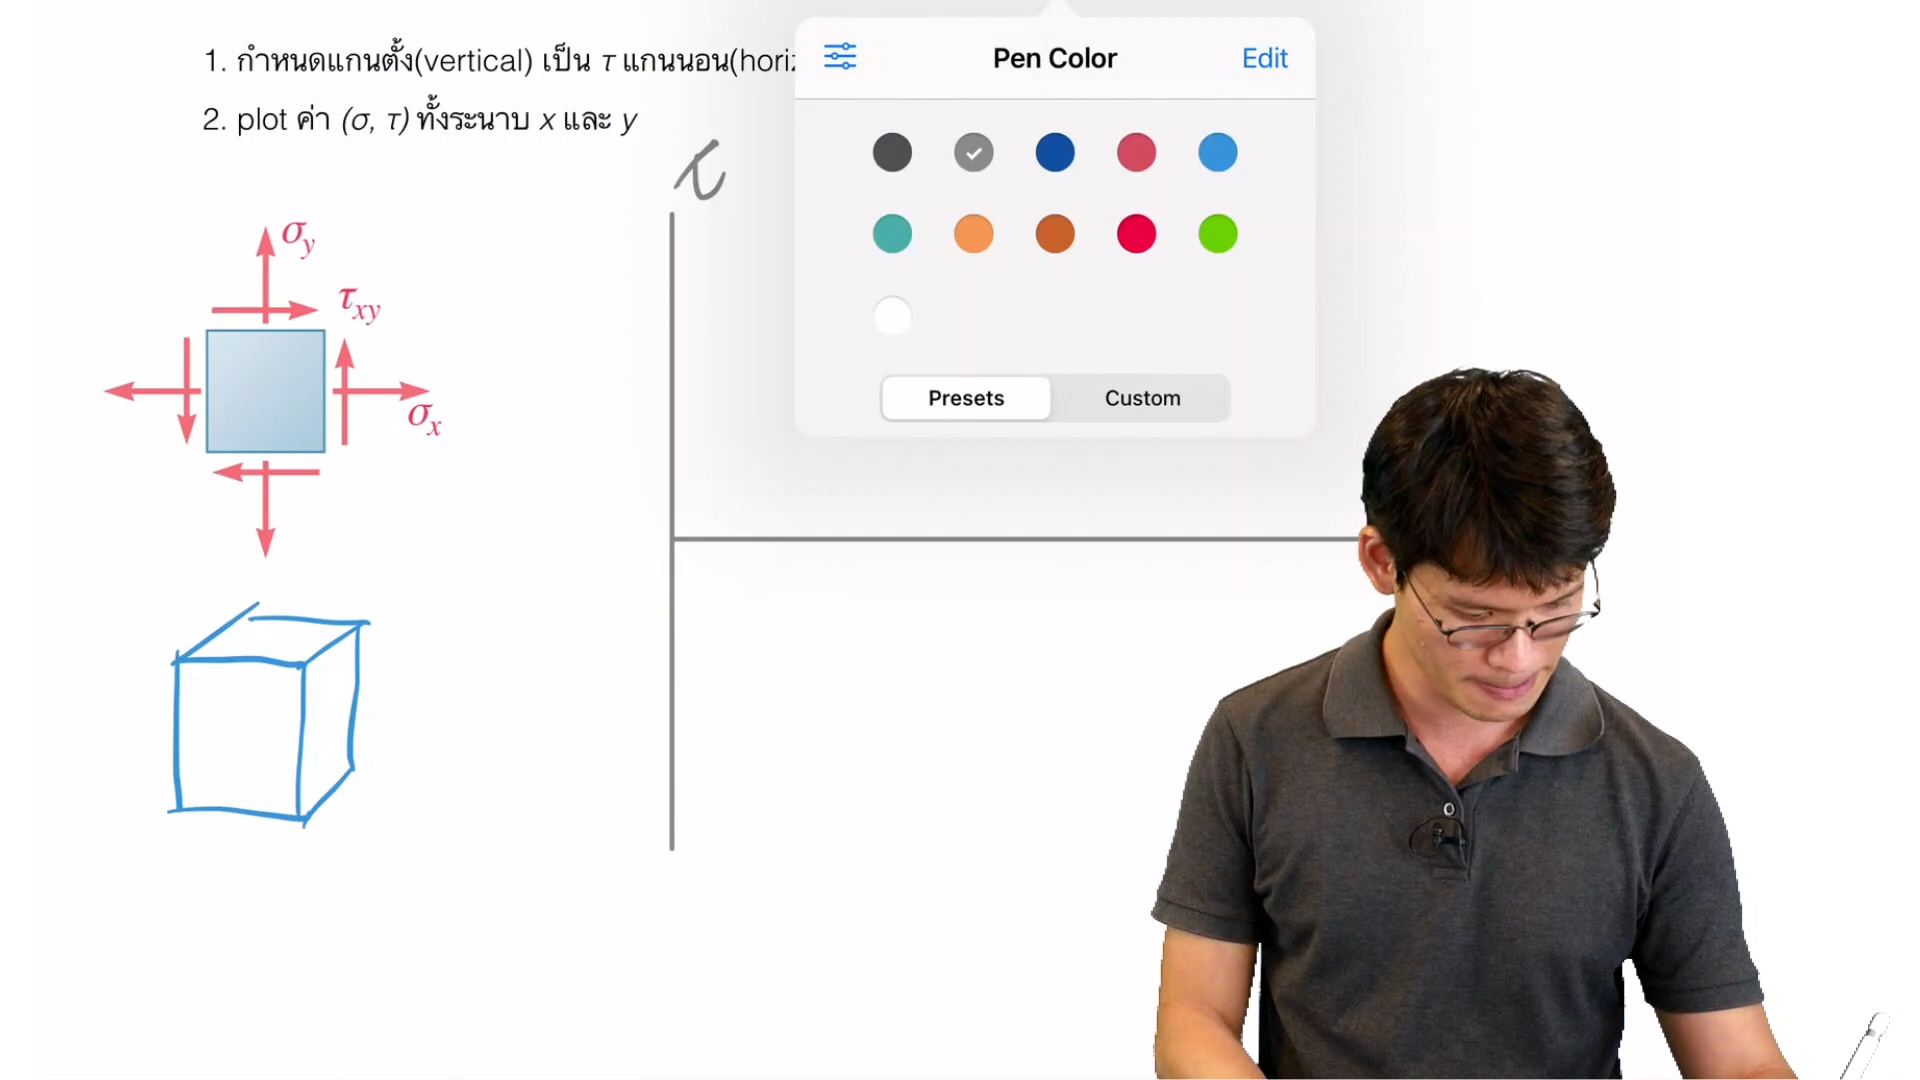 1. กำหนดแกนตั้ง(vertical) เป็น τ แกนนอน(hori
2. plot ค่า (σ, τ) ทั้งระนาบ x และ y
Pen Color
Edit
τ
σy
τxy
σx
Presets
Custom